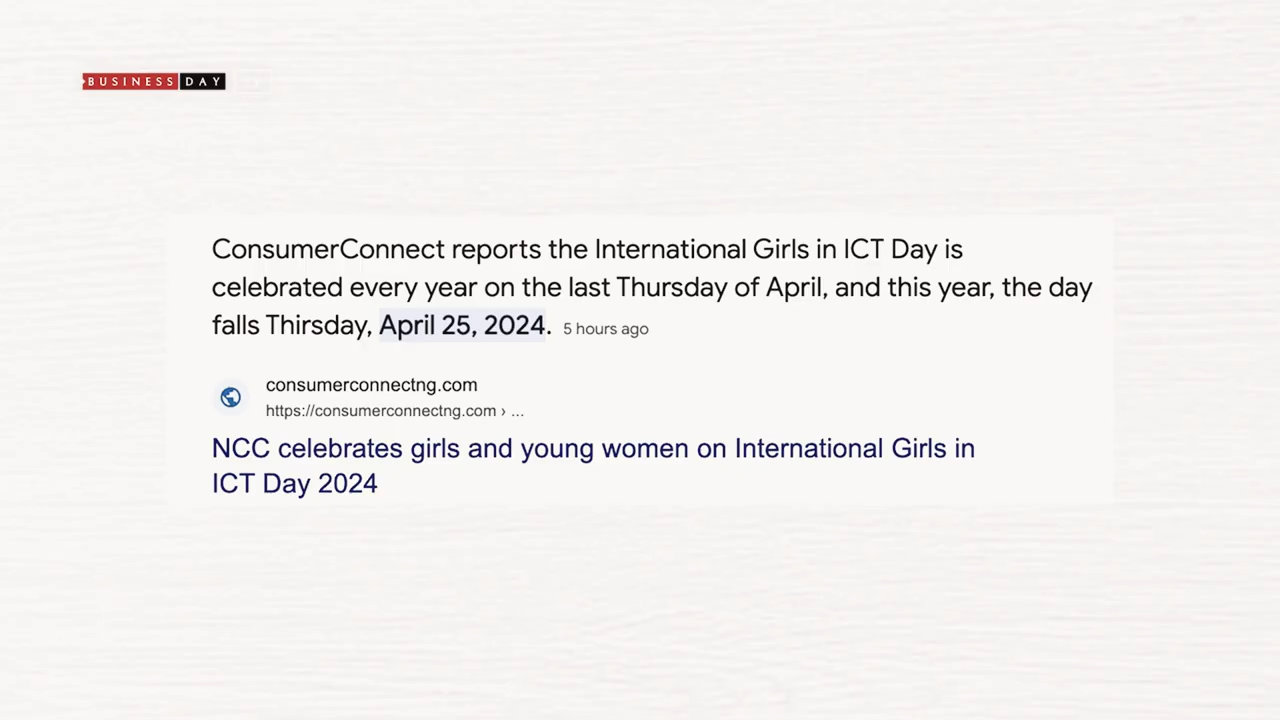 BUSINESS DAY
ConsumerConnect reports the International Girls in ICT Day is
celebrated every year on the last Thursday of April, and this year, the day
falls Thirsday, April 25, 2024. 5 hours ago
consumerconnectng.com
https://consumerconnectng.com › ...
NCC celebrates girls and young women on International Girls in
ICT Day 2024